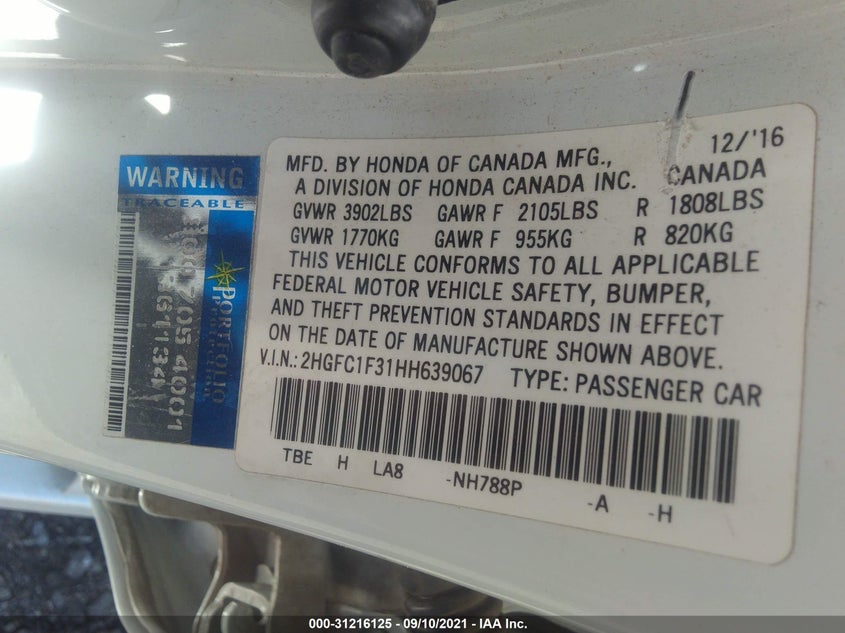 12/'16
MFD. BY HONDA OF CANADA MFG.,
A DIVISION OF HONDA CANADA INC. CANADA
GVWR 3902LBS GAWR F 2105LBS R 1808LBS
GVWR 1770KG GAWR F 955KG R 820KG
THIS VEHICLE CONFORMS TO ALL APPLICABLE
FEDERAL MOTOR VEHICLE SAFETY, BUMPER,
AND THEFT PREVENTION STANDARDS IN EFFECT
ON THE DATE OF MANUFACTURE SHOWN ABOVE.
V.I.N.: 2HGFC1F31HH639067 TYPE: PASSENGER CAR
TBE H LA8 -NH788P -A -H
WARNING
TRACEABLE
PORTFOLIO
000-31216125 - 09/10/2021 - IAA Inc.